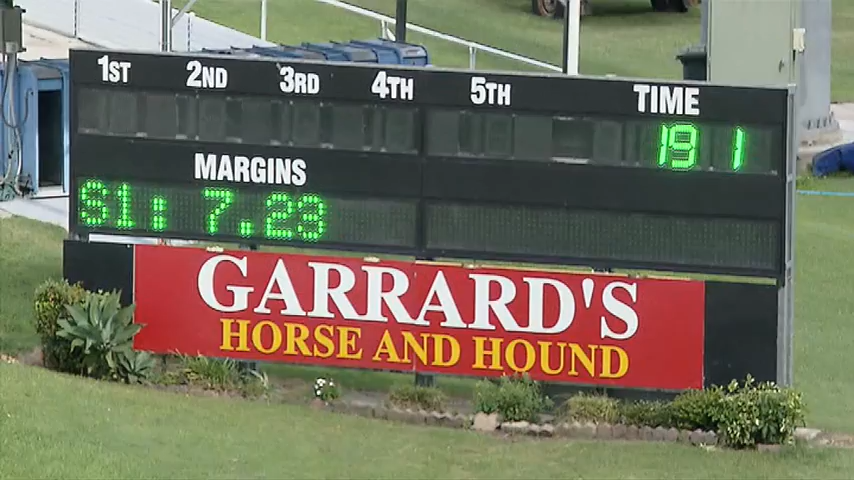 1ST 2ND 3RD 4TH 5TH TIME
19 1
MARGINS
S1: 7.23
GARRARD'S
HORSE AND HOUND